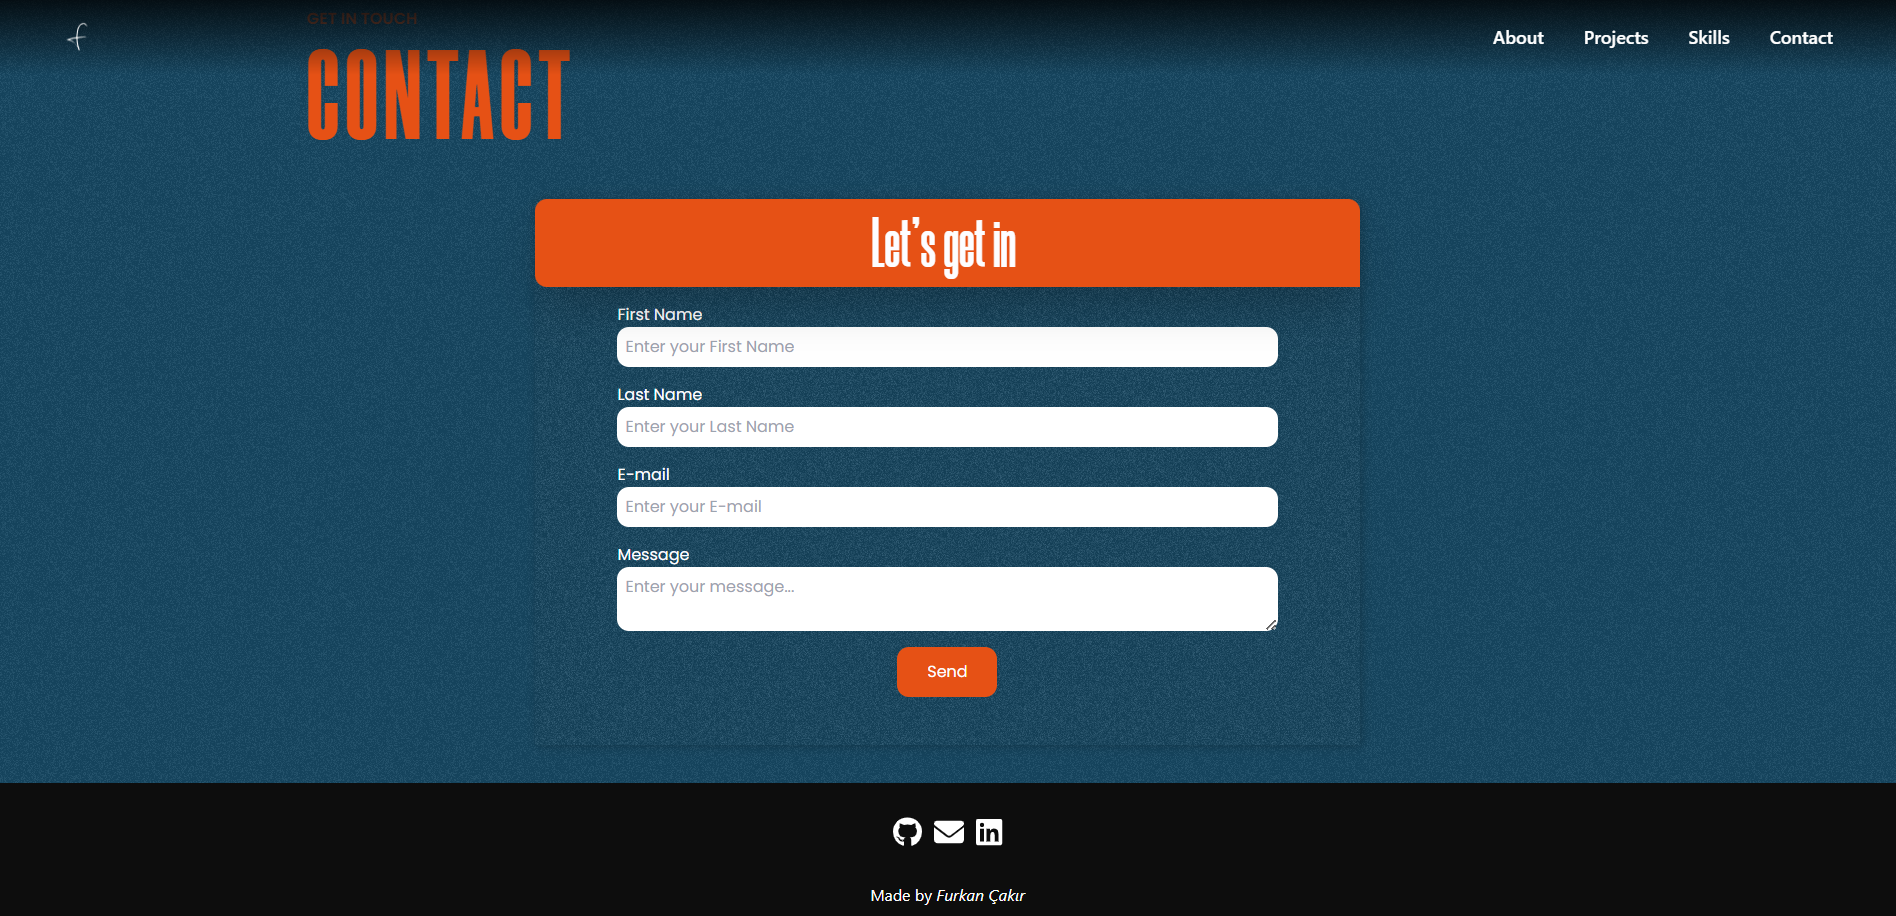 GET IN TOUCH
About Projects Skills Contact
CONTACT
Let's get in
First Name
Enter your First Name
Last Name
Enter your Last Name
E-mail
Enter your E-mail
Message
Enter your message...
Send
Made by Furkan Çakır